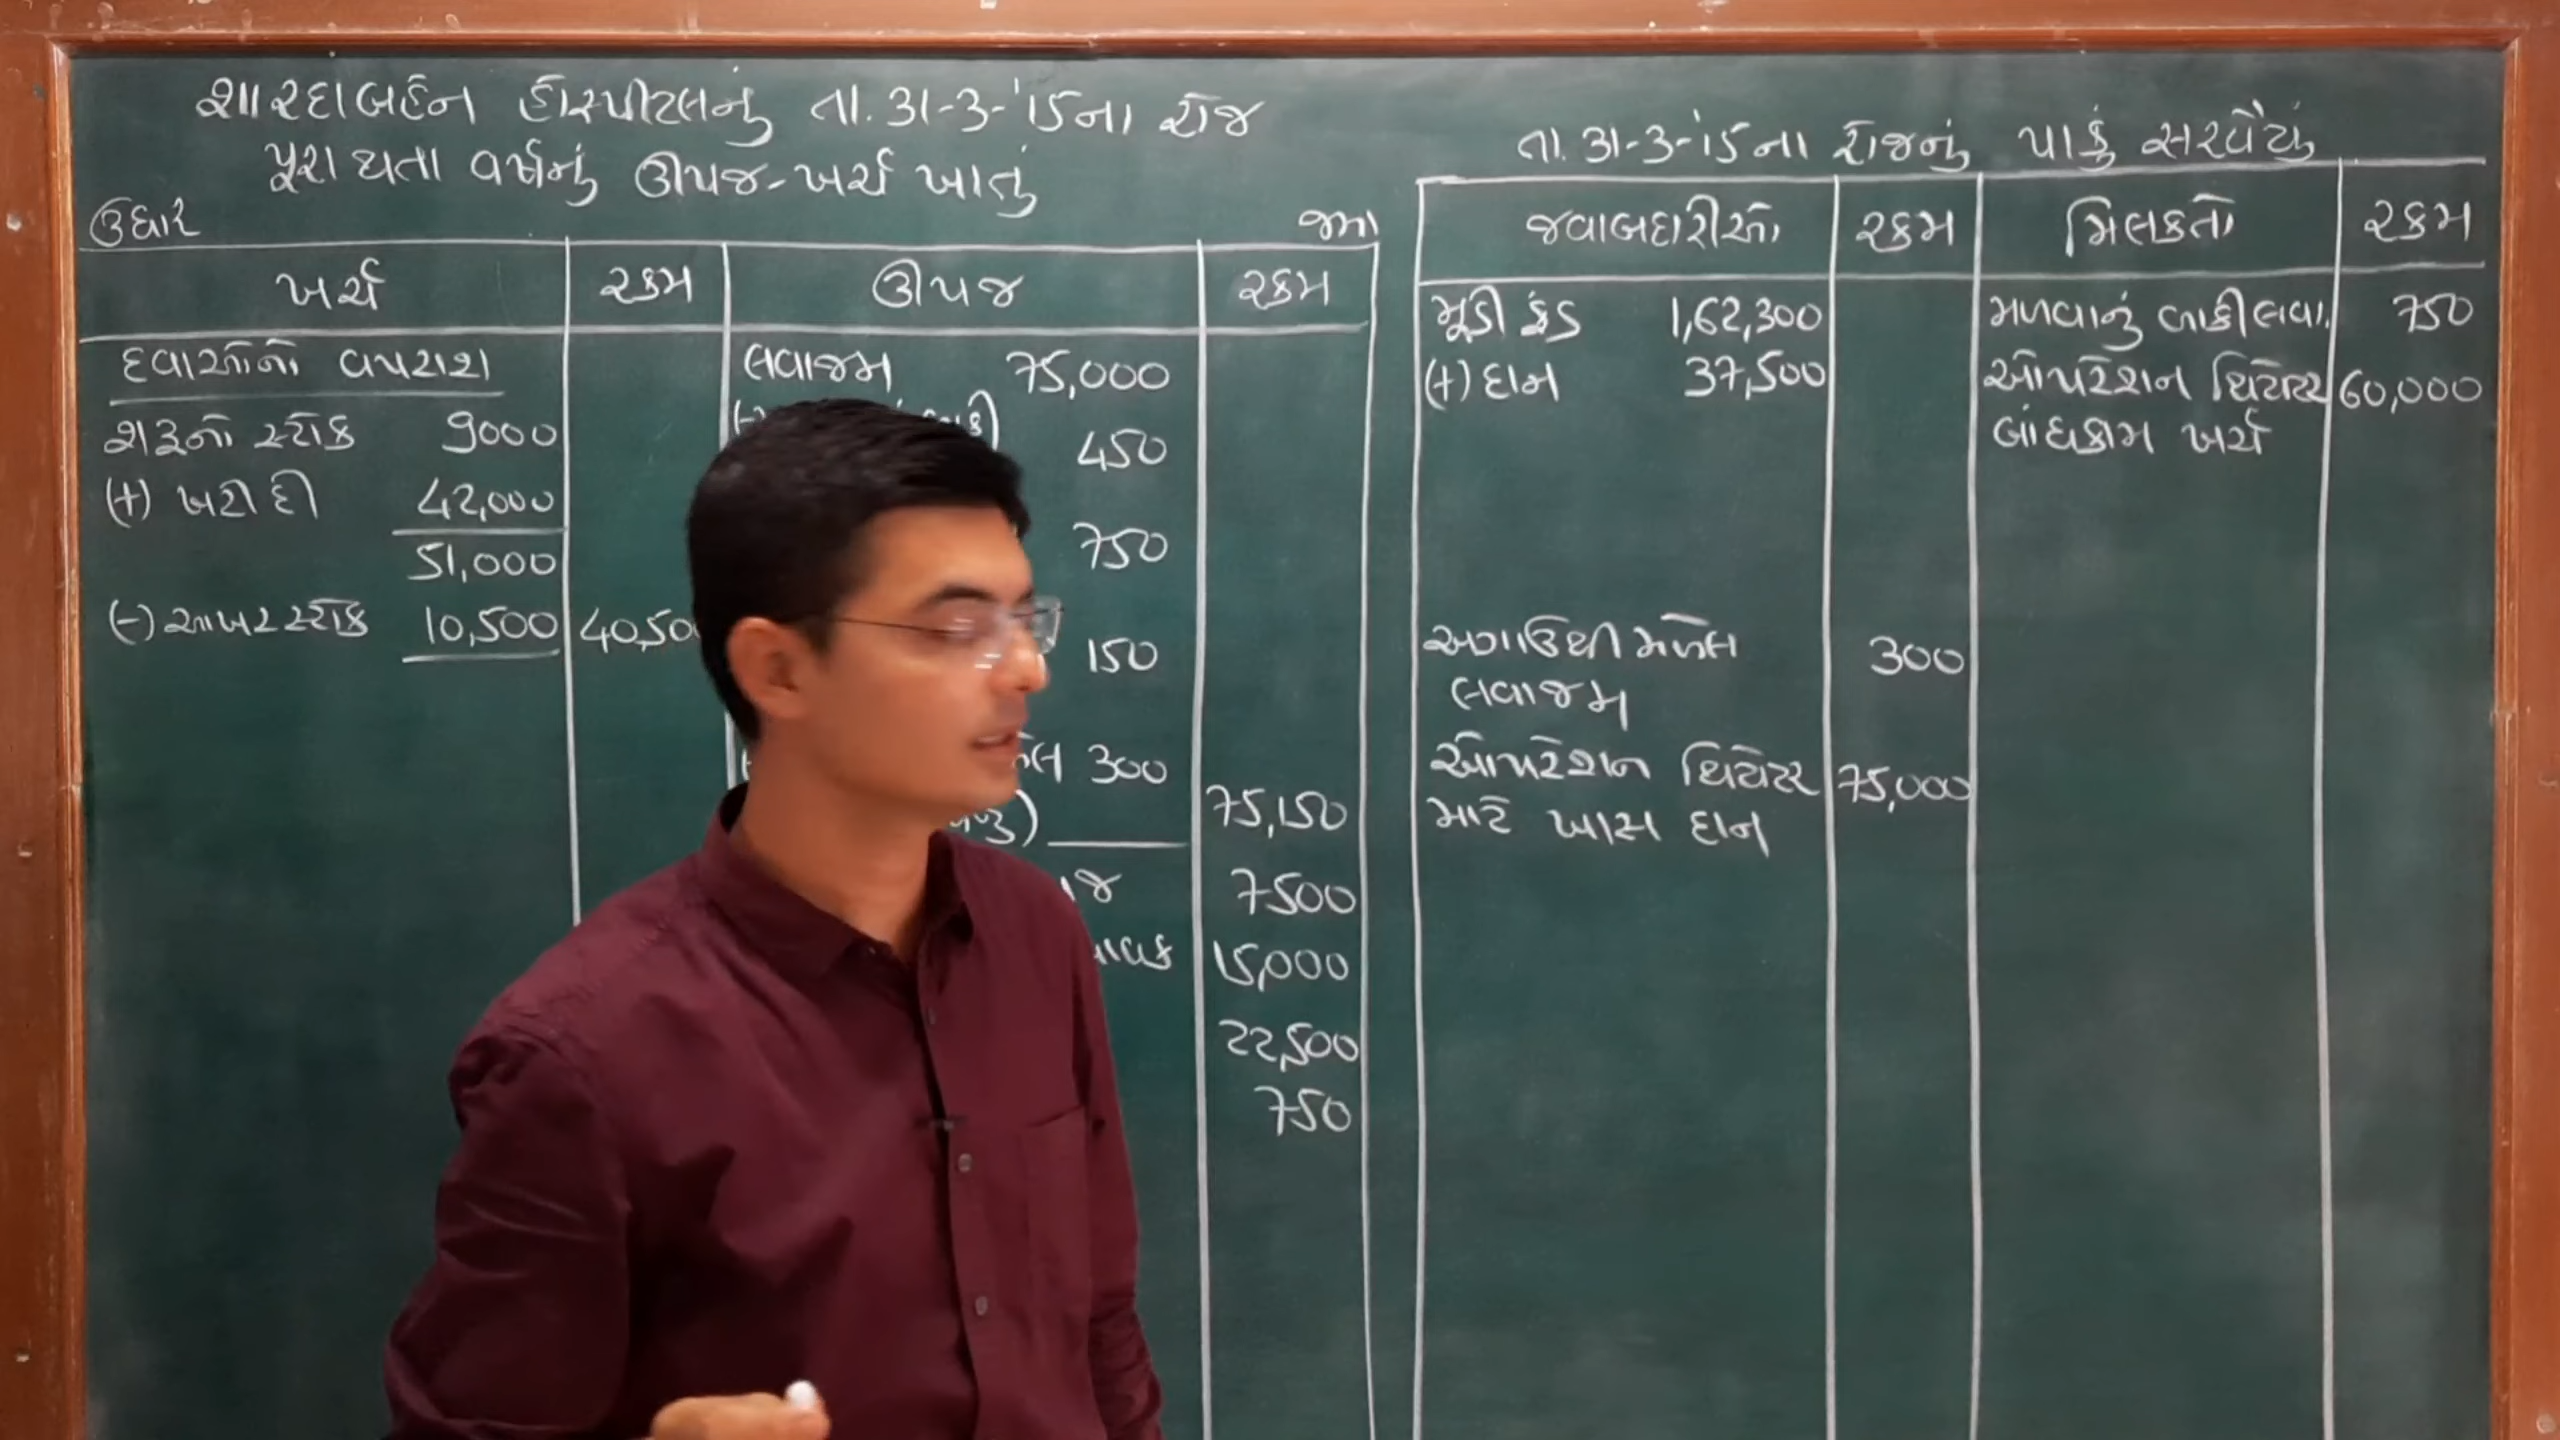 શારદાબહેન હોસ્પીટલનું તા. ૩૧-૩-'૧૫ના રોજ
પૂરા થતા વર્ષનું ઊપજ-ખર્ચ ખાતું
ઉધાર જમા
ખર્ચ રકમ ઊપજ રકમ
દવાઓનો વપરાશ
શરૂનો સ્ટોક 9000
(+) ખરીદી 42,000
51,000
(-) આખર સ્ટોક 10,500 40,50
લવાજમ 75,000
450
750
150
300
75,150
7500
15,000
22,500
750
તા. ૩૧-૩-'૧૫ના રોજનું પાકું સરવૈયું
જવાબદારીઓ રકમ મિલકતો રકમ
મૂડી ફંડ 1,62,300
(+) દાન 37,500
અગાઉથી મળેલ 300
લવાજમ
ઓપરેશન થિયેટર 75,000
માટે ખાસ દાન
મળવાનું બાકી લવા. 750
ઓપરેશન થિયેટર 60,000
બાંધકામ ખર્ચ